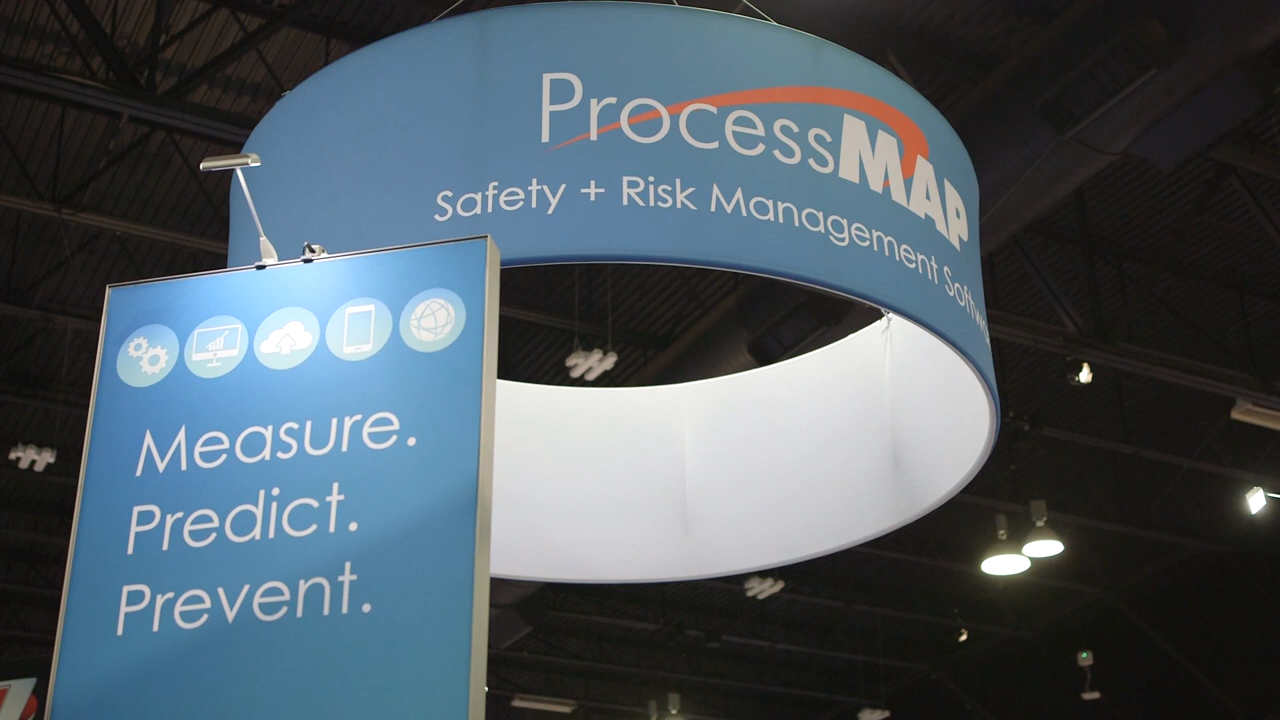 ProcessMAP
Safety + Risk Management
Measure.
Predict.
Prevent.